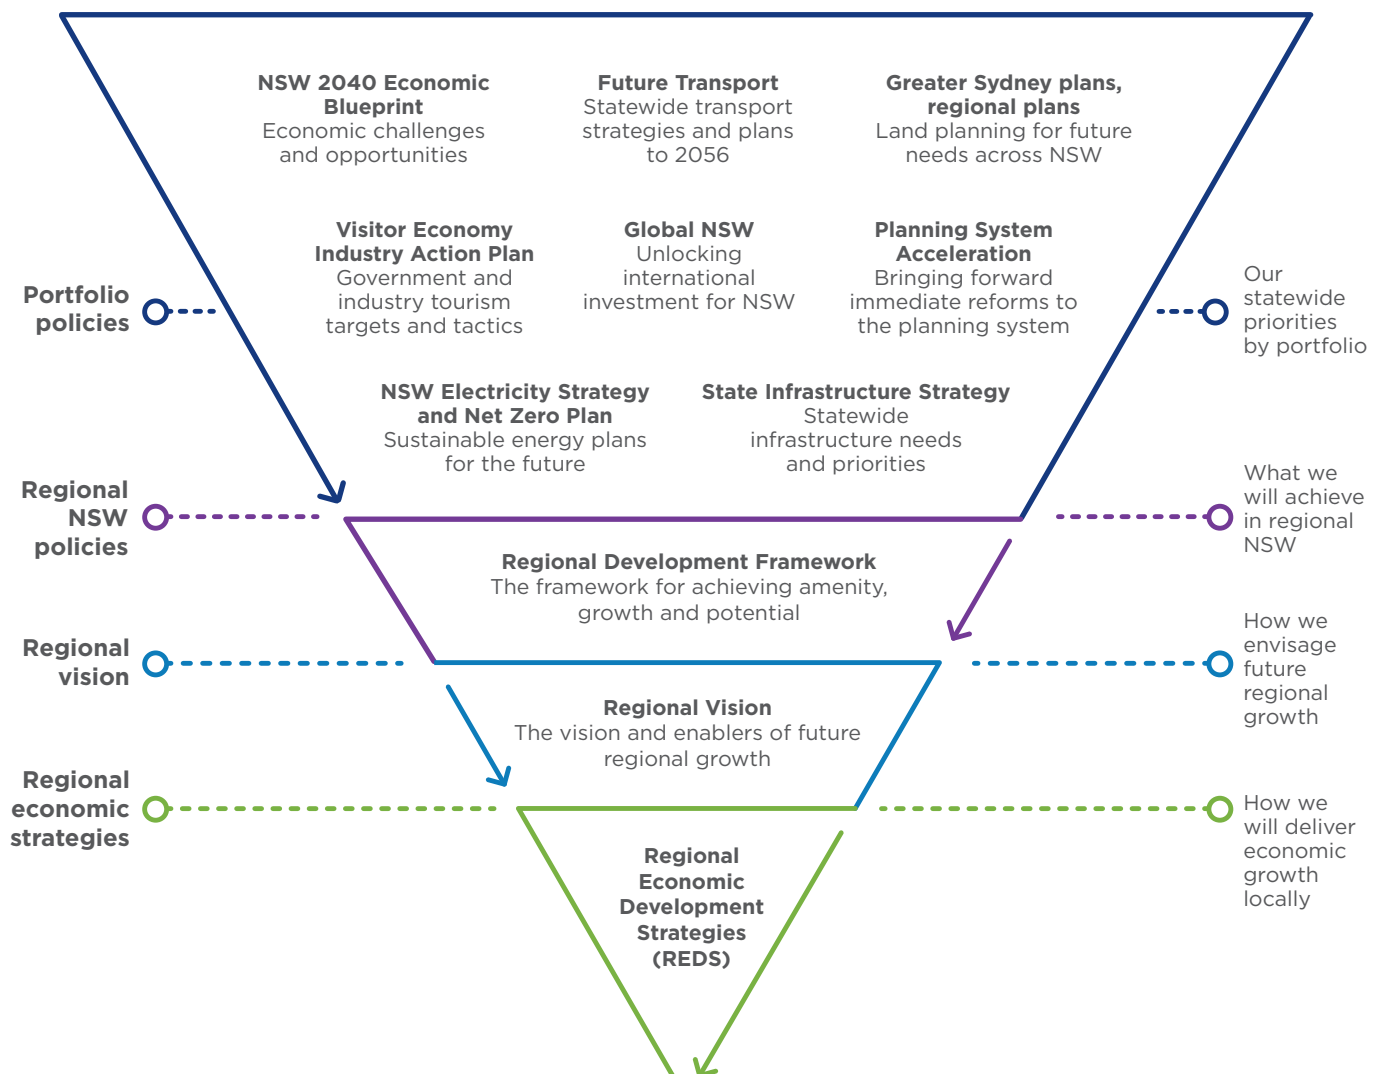 NSW 2040 Economic
Blueprint
Economic challenges
and opportunities
Future Transport
Statewide transport
strategies and plans
to 2056
Greater Sydney plans,
regional plans
Land planning for future
needs across NSW
Visitor Economy
Industry Action Plan
Government and
industry tourism
targets and tactics
Global NSW
Unlocking
international
investment for NSW
Planning System
Acceleration
Bringing forward
immediate reforms to
the planning system
Portfolio
policies
Our
statewide
priorities
by portfolio
NSW Electricity Strategy
and Net Zero Plan
Sustainable energy plans
for the future
State Infrastructure Strategy
Statewide
infrastructure needs
and priorities
Regional
NSW
policies
What we
will achieve
in regional
NSW
Regional Development Framework
The framework for achieving amenity,
growth and potential
Regional
vision
How we
envisage
future
regional
growth
Regional Vision
The vision and enablers of future
regional growth
Regional
economic
strategies
How we
will deliver
economic
growth
locally
Regional
Economic
Development
Strategies
(REDS)